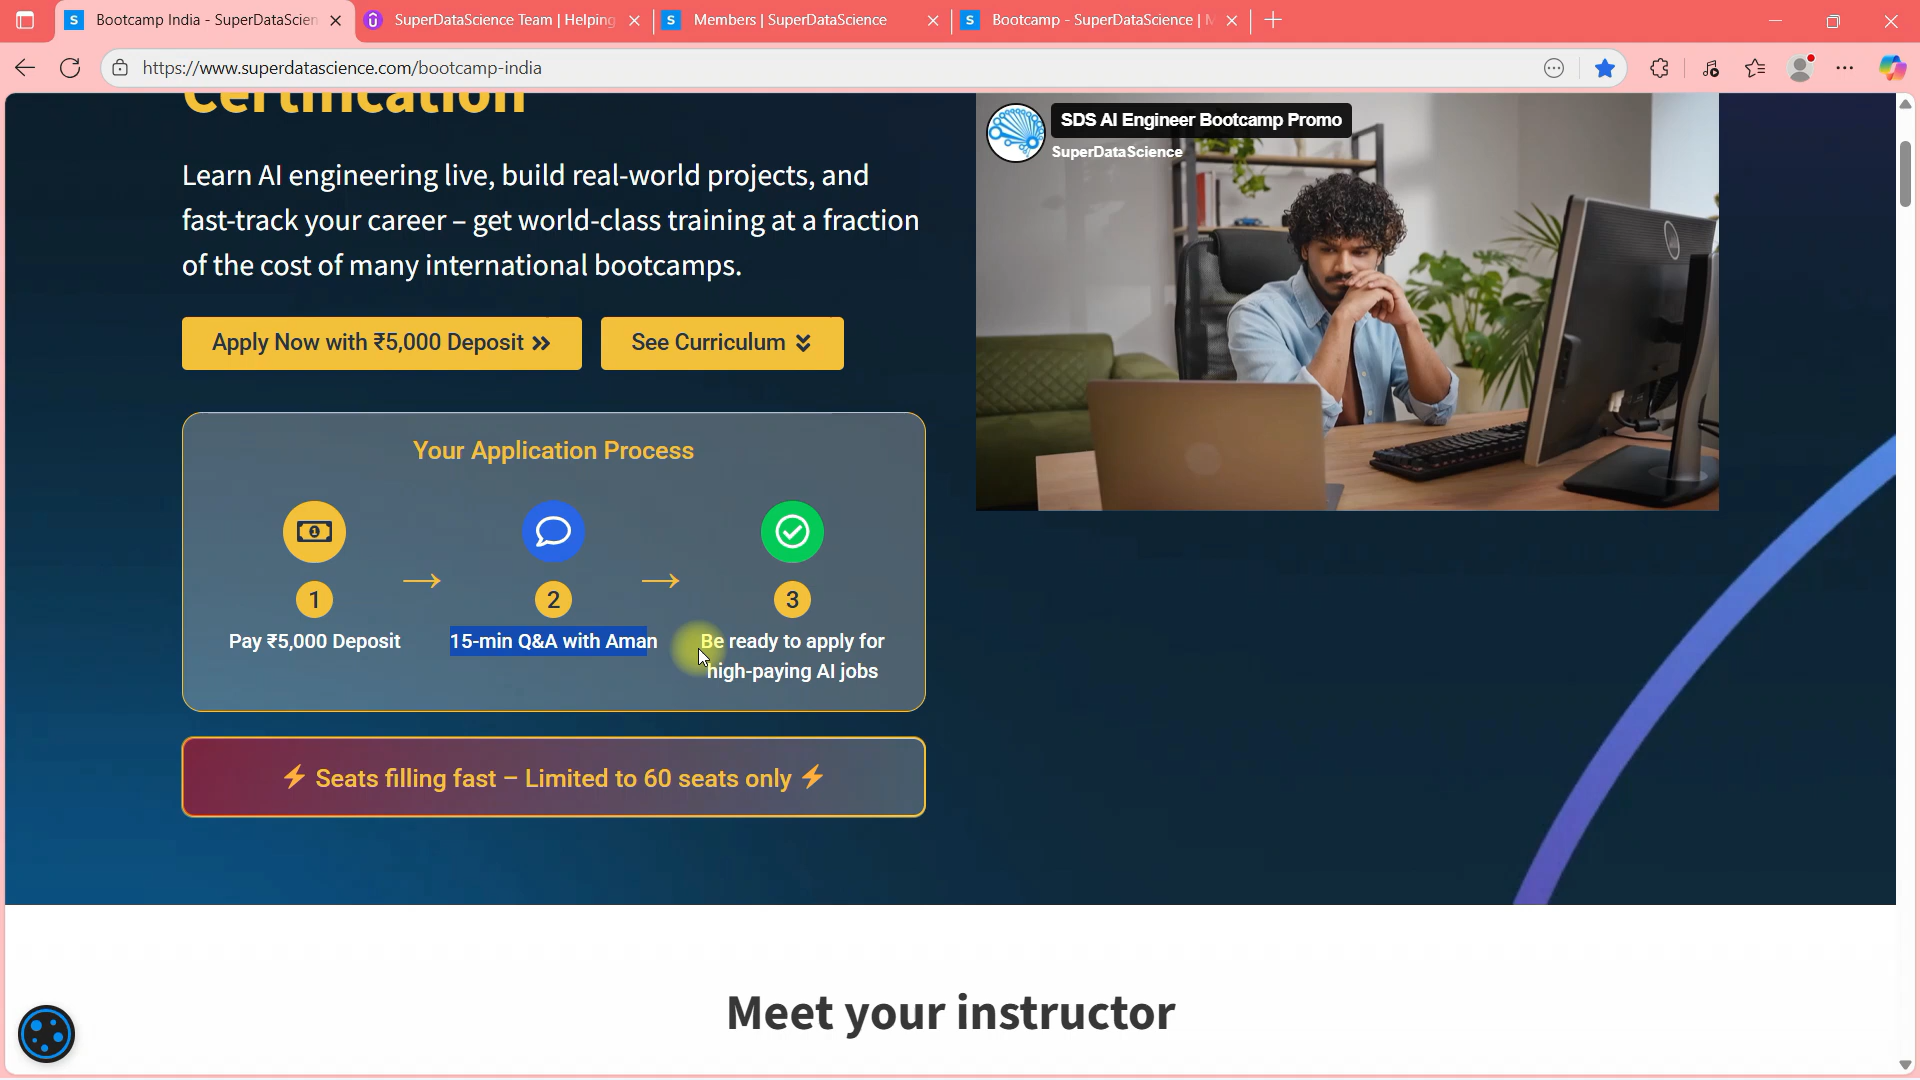 Bootcamp India - SuperDataScien
SuperDataScience Team | Helping
Members | SuperDataScience
Bootcamp - SuperDataScience | M
https://www.superdatascience.com/bootcamp-india
Certification
Learn AI engineering live, build real-world projects, and
fast-track your career – get world-class training at a fraction
of the cost of many international bootcamps.
Apply Now with ₹5,000 Deposit
See Curriculum
SDS AI Engineer Bootcamp Promo
SuperDataScience
Your Application Process
1
2
3
Pay ₹5,000 Deposit
15-min Q&A with Aman
Be ready to apply for
high-paying AI jobs
⚡ Seats filling fast – Limited to 60 seats only ⚡
Meet your instructor